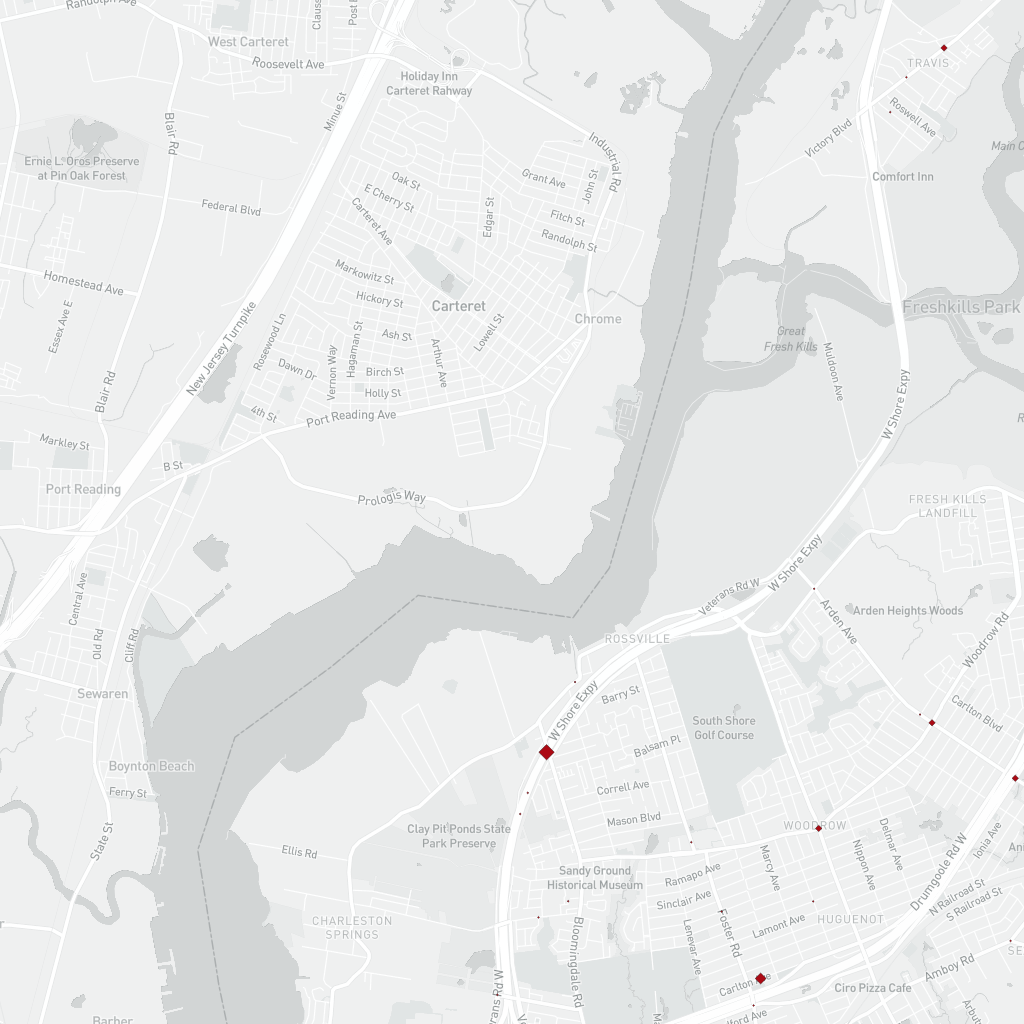 Randolph Ave
Clauss
Post
West Carteret
Roosevelt Ave
Holiday Inn
Carteret Rahway
TRAVIS
Minue St
Blair Rd
Roswell Ave
Victory Blvd
Industrial Rd
Main C
Ernie L. Oros Preserve
at Pin Oak Forest
Comfort Inn
Grant Ave
John St
Oak St
E Cherry St
Federal Blvd
Carteret Ave
Edgar St
Fitch St
Randolph St
Markowitz St
Homestead Ave
Hickory St
Carteret
Freshkills Park
Essex Ave E
Chrome
Lowell St
Ash St
Great
Fresh Kills
New Jersey Turnpike
Rosewood Ln
Hagaman St
Vernon Way
Arthur Ave
Muldoon Ave
Dawn Dr
Birch St
Holly St
Blair Rd
4th St
Port Reading Ave
W Shore Expy
R
Markley St
B St
Port Reading
Prologis Way
FRESH KILLS
LANDFILL
W Shore Expy
Veterans Rd W
Central Ave
Arden Ave
Arden Heights Woods
Old Rd
Cliff Rd
ROSSVILLE
Woodrow Rd
Sewaren
Barry St
W Shore Expy
Carlton Blvd
South Shore
Golf Course
Balsam Pl
Boynton Beach
Ferry St
Correll Ave
Mason Blvd
State St
Clay Pit Ponds State
Park Preserve
WOODROW
Delmar Ave
Ionia Ave
Ellis Rd
Marcy Ave
Nippon Ave
Drumgoole Rd W
Sandy Ground
Historical Museum
Ramapo Ave
Sinclair Ave
N Railroad St
S Railroad St
CHARLESTON
SPRINGS
HUGUENOT
Foster Rd
Lamont Ave
Lenevar Ave
Bloomingdale Rd
SE
Amboy Rd
Carlton Ave
Ciro Pizza Cafe
Barber